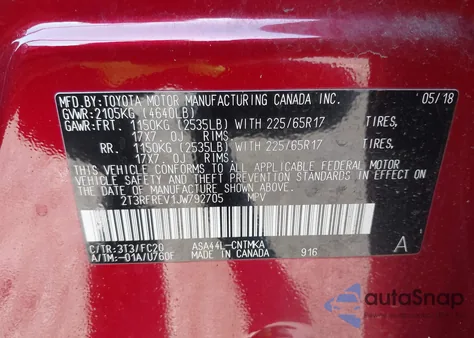 MFD.BY:TOYOTA MOTOR MANUFACTURING CANADA INC. 05/18
GVWR:2105KG (4640LB)
GAWR:FRT. 1150KG (2535LB) WITH 225/65R17 TIRES,
17X7 0J RIMS.
RR. 1150KG (2535LB) WITH 225/65R17 TIRES,
17X7 0J RIMS.
THIS VEHICLE CONFORMS TO ALL APPLICABLE FEDERAL MOTOR
VEHICLE SAFETY AND THEFT PREVENTION STANDARDS
IN EFFECT ON THE DATE OF MANUFACTURE SHOWN ABOVE.
2T3RFREV1JW792705 MPV
C/TR:3T3/FC20 ASA44L-CNTMKA
A/TM:-01A/U760F MADE IN CANADA 916 A
autoSnap